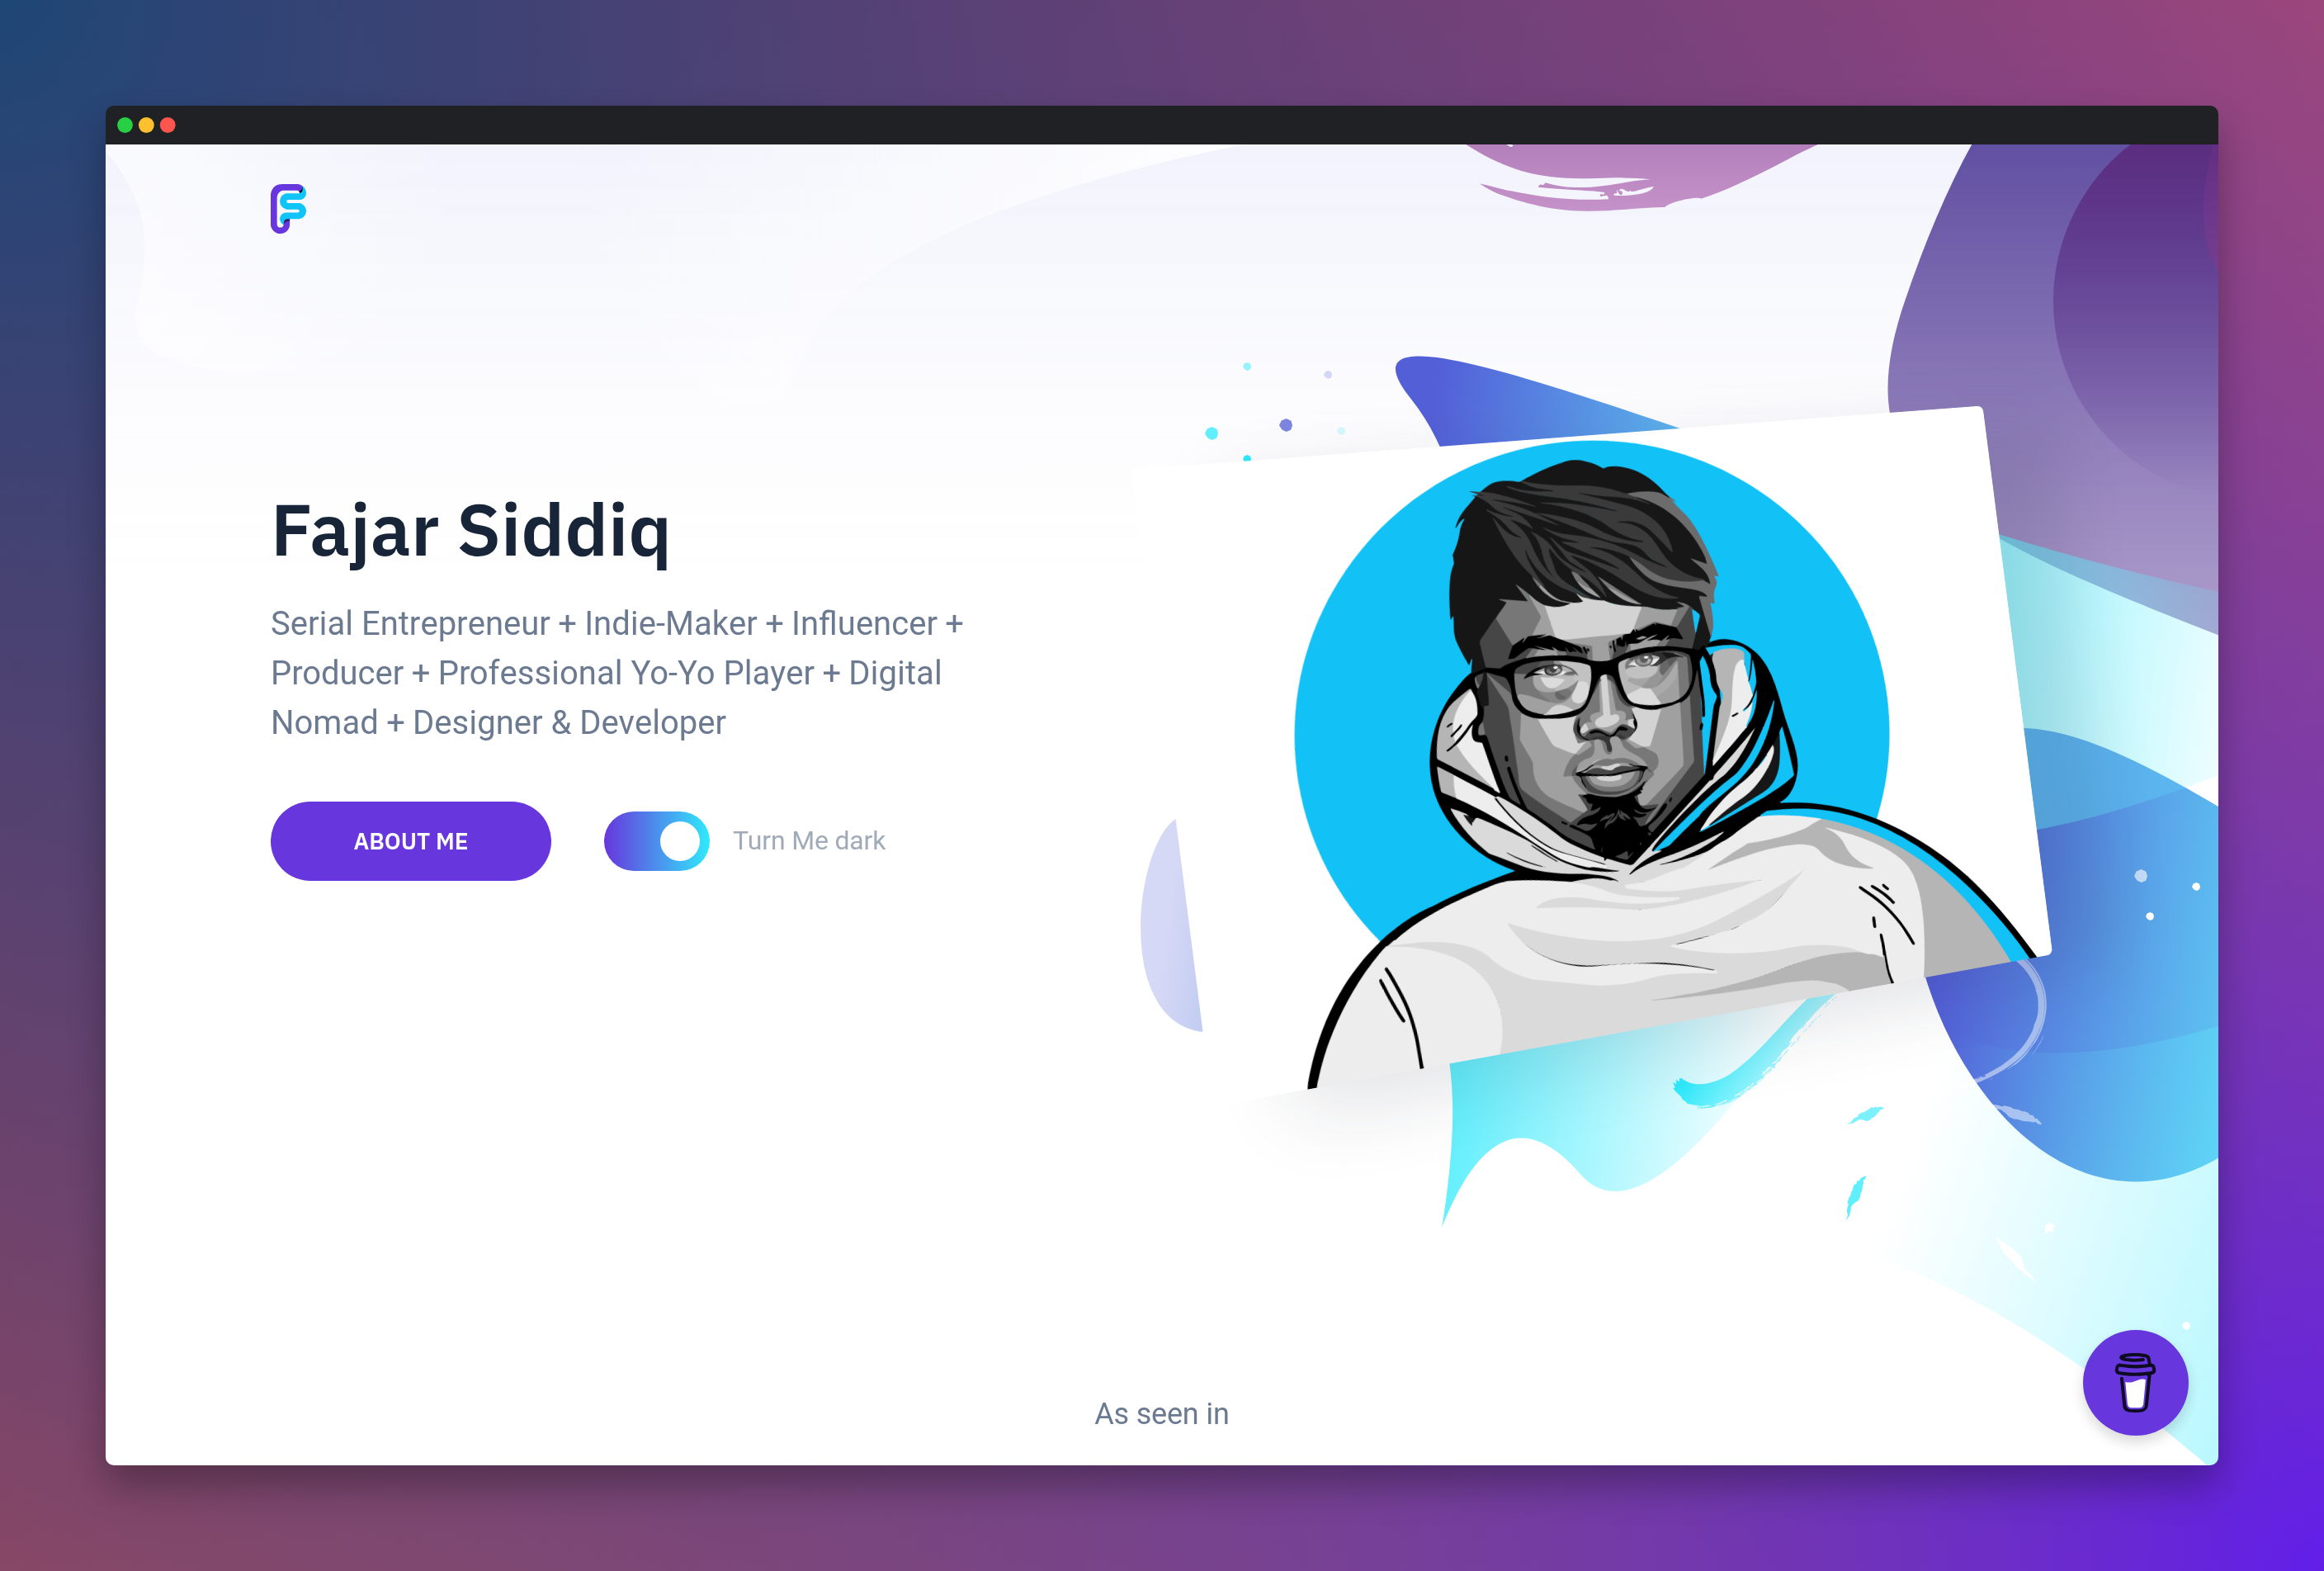 Fajar Siddiq
Serial Entrepreneur + Indie-Maker + Influencer +
Producer + Professional Yo-Yo Player + Digital
Nomad + Designer & Developer
ABOUT ME
Turn Me dark
As seen in